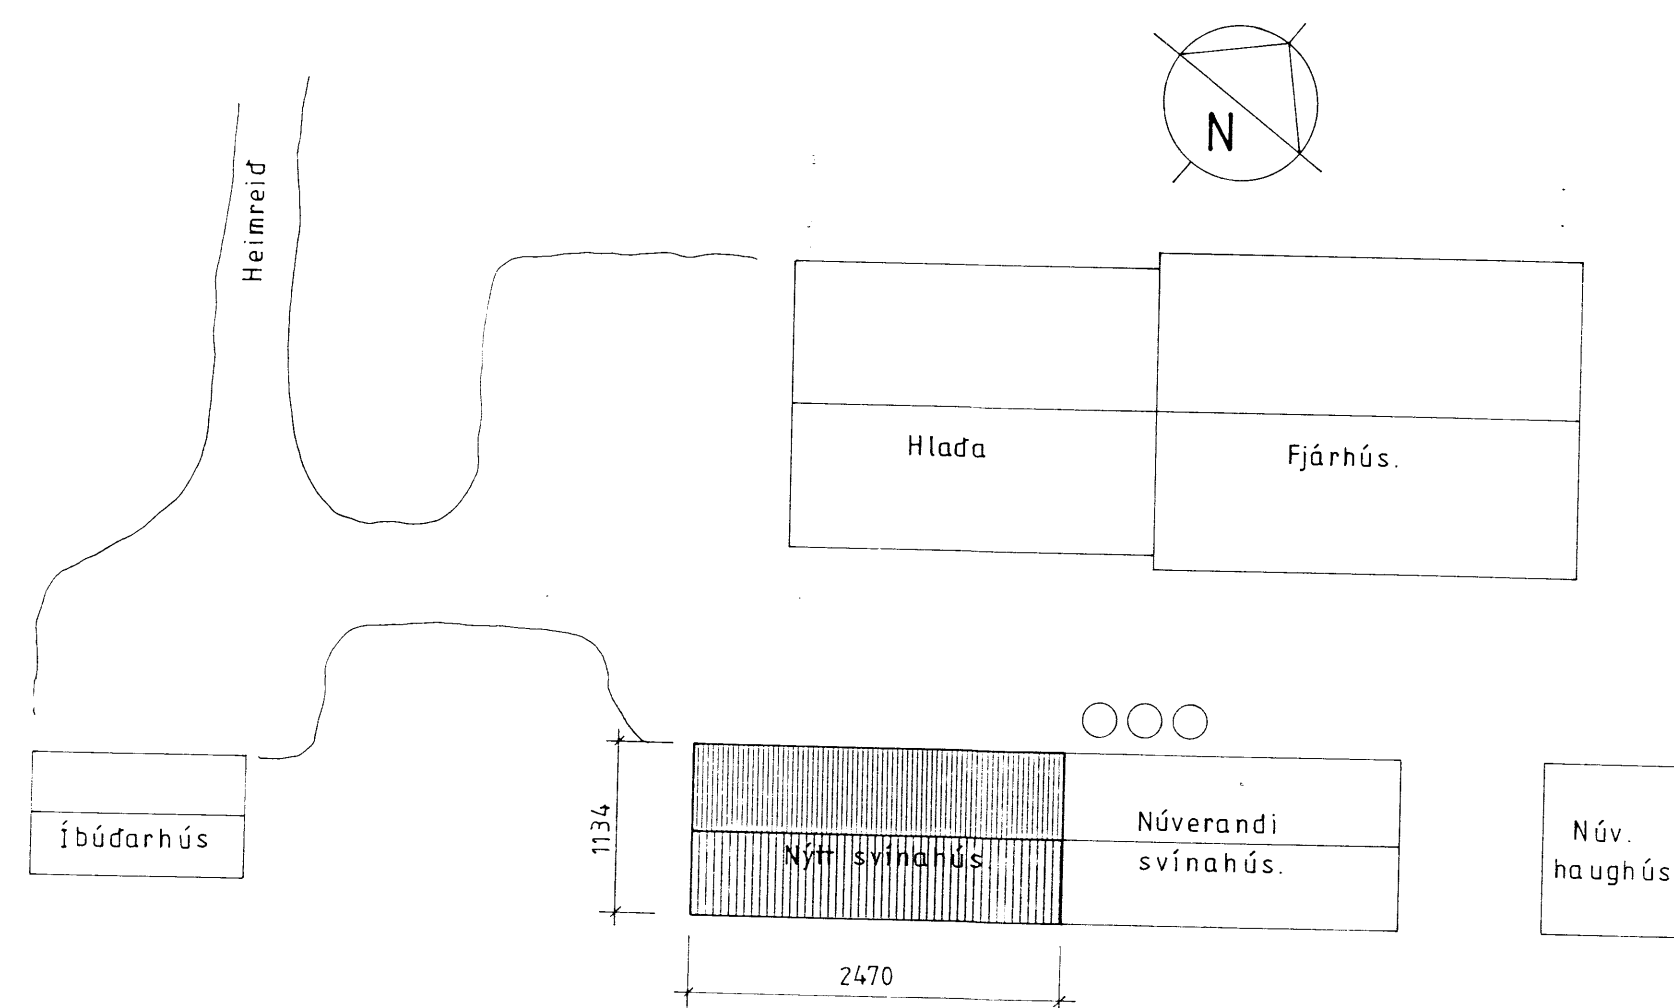 N
Heimreið
Hlaða
Fjárhús.
Íbúðarhús
1134
Nýtt svínahús.
Núverandi
svínahús.
Núv.
haughús
2470